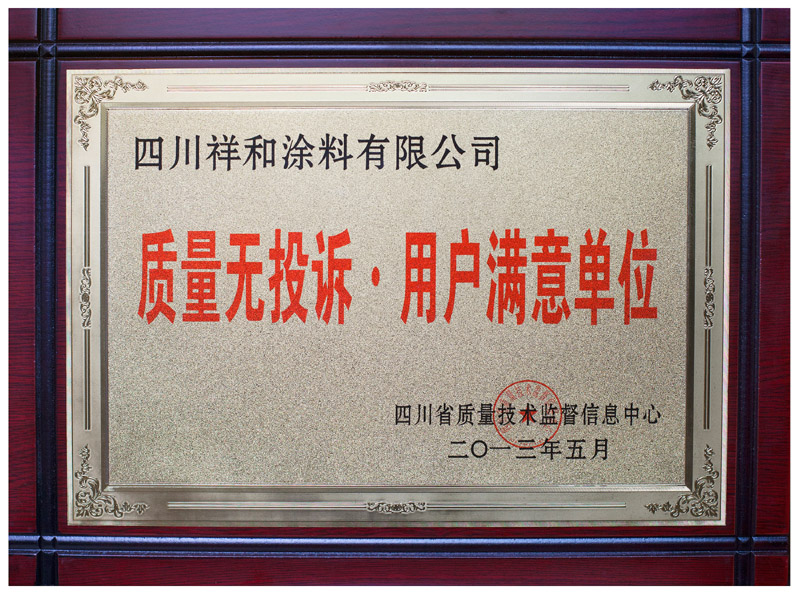 四川祥和涂料有限公司
质量无投诉·用户满意单位
四川省质量技术监督信息中心
二〇一三年五月